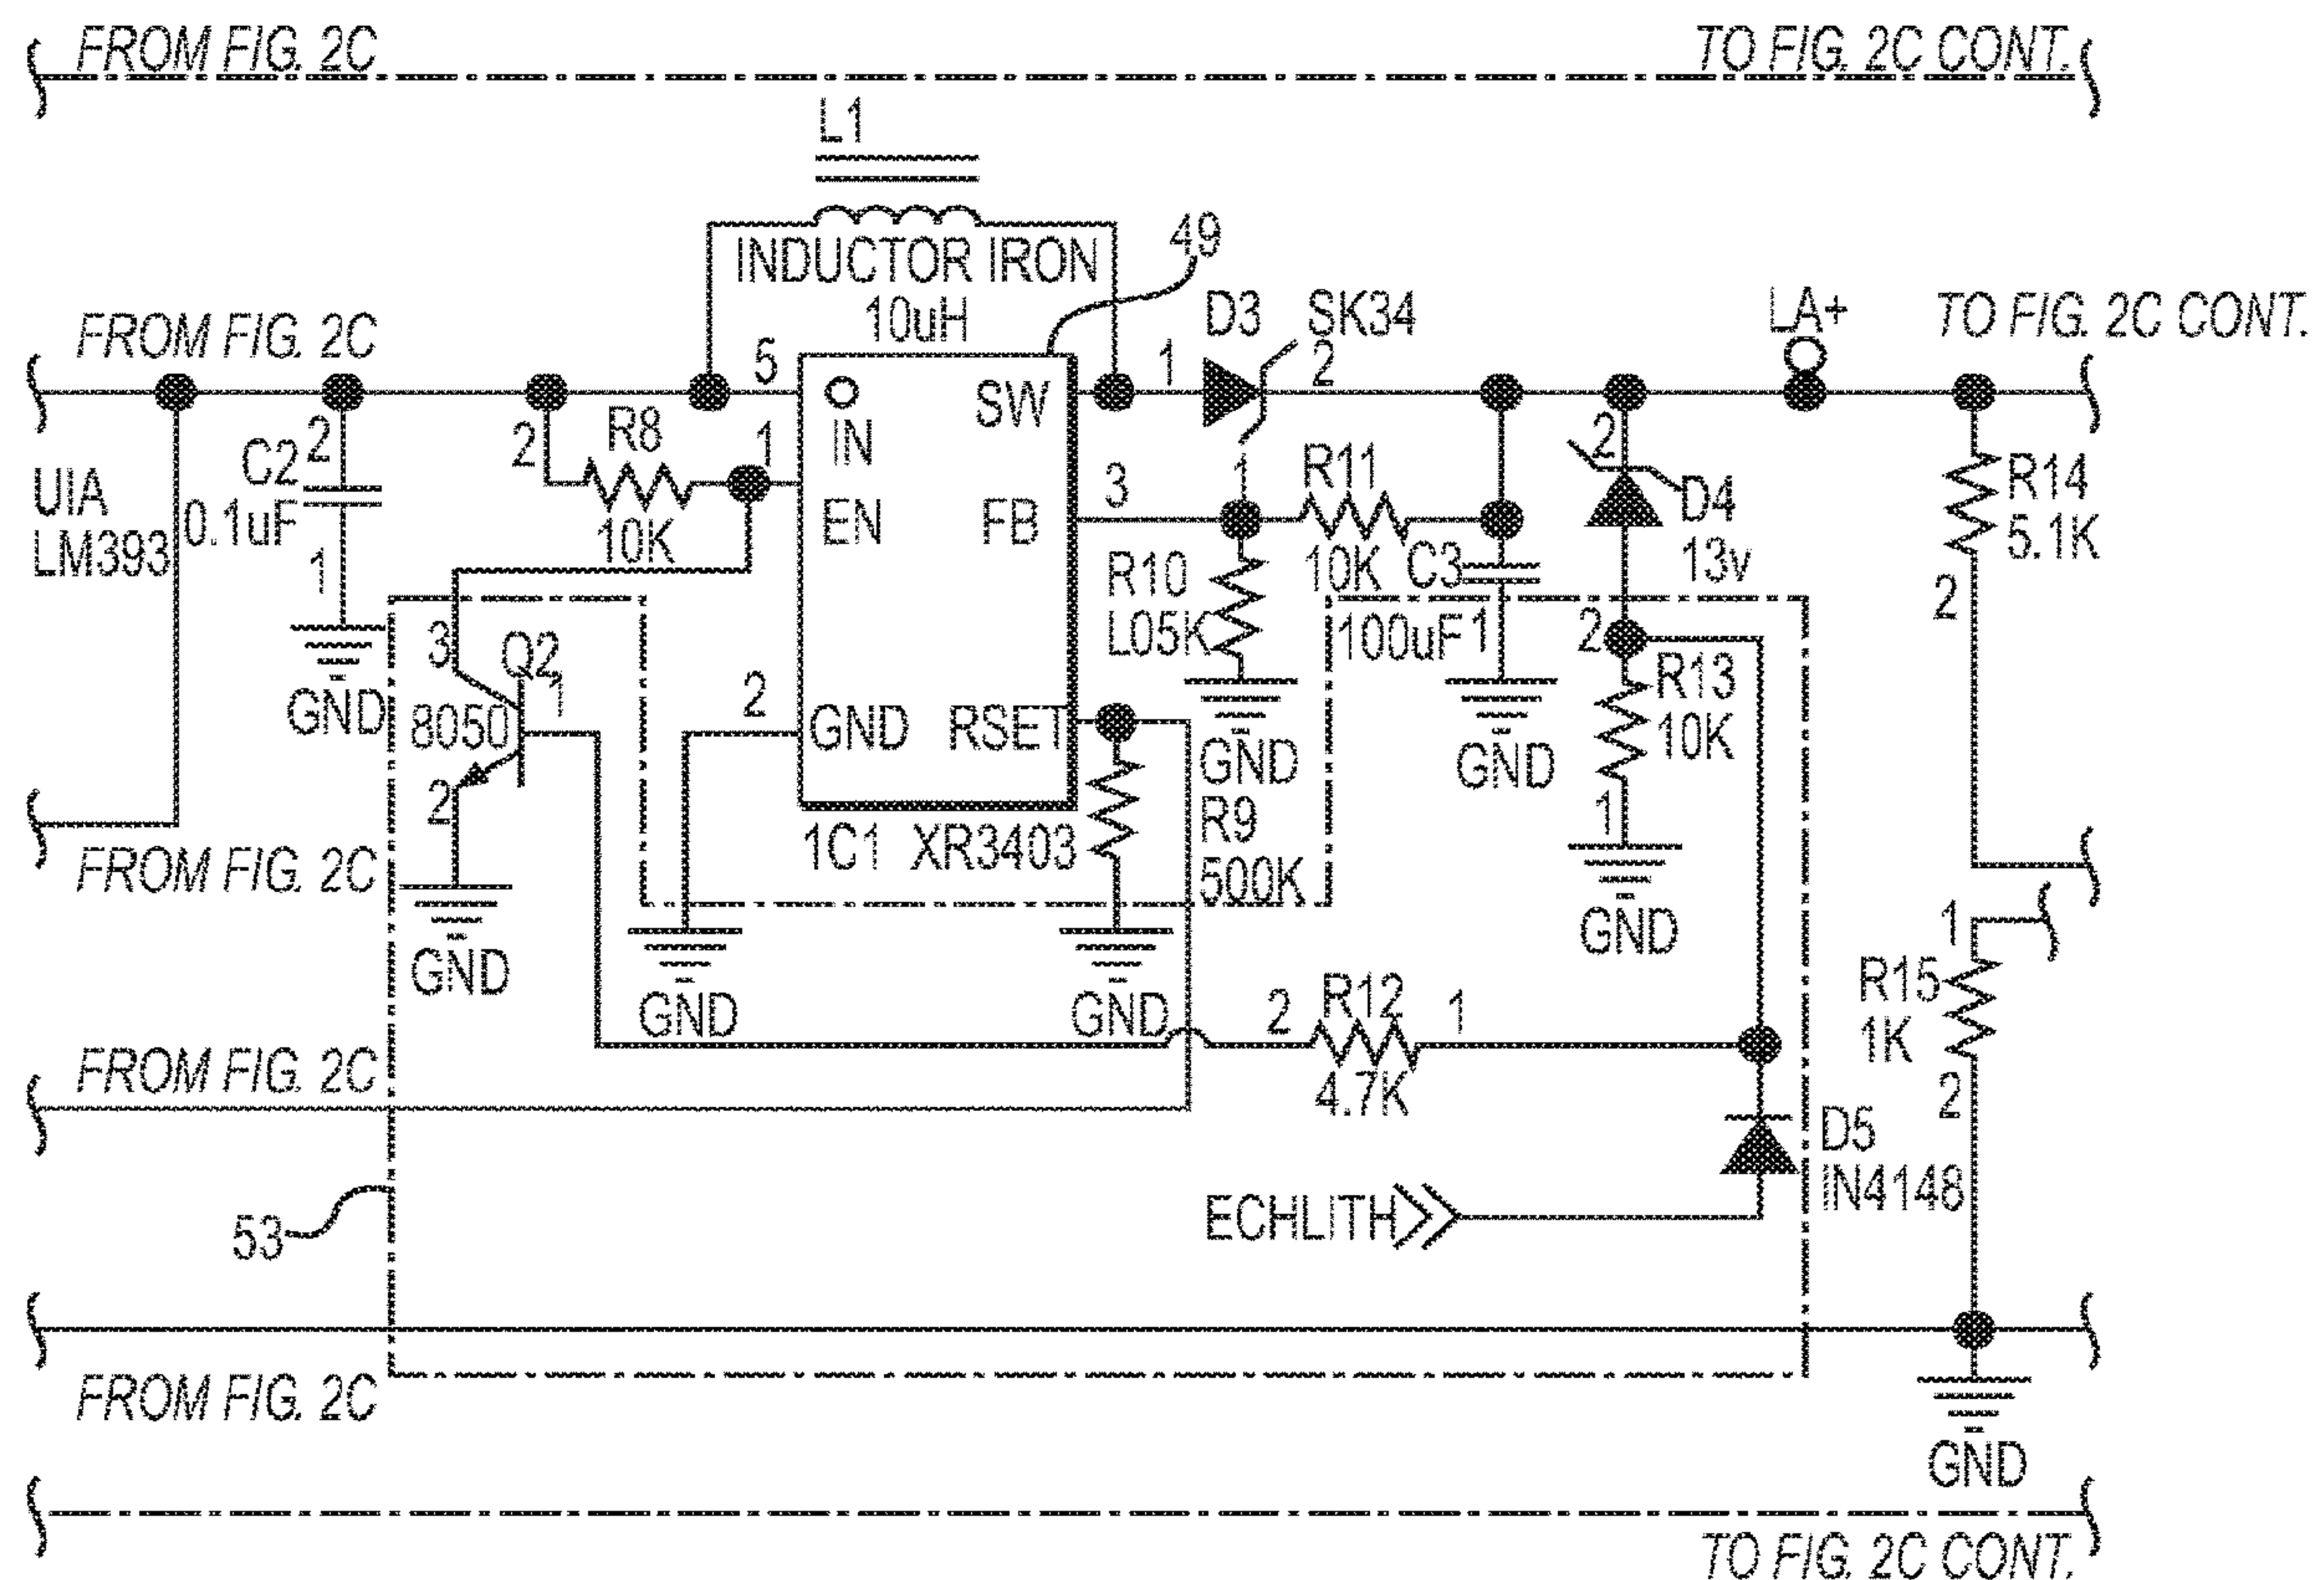 FROM FIG. 2C
TO FIG. 2C CONT.
L1
INDUCTOR IRON
10uH
49
FROM FIG. 2C
D3
SK34
LA+
TO FIG. 2C CONT.
5
1
2
IN
SW
UIA
LM393
C2
0.1uF
2
1
GND
2
R8
10K
1
EN
FB
3
1
R11
10K
R10
L05K
GND
C3
100uF
1
GND
2
D4
13v
2
R13
10K
1
GND
R14
5.1K
2
3
Q2
1
8050
2
GND
2
GND
RSET
1C1 XR3403
R9
500K
GND
GND
FROM FIG. 2C
FROM FIG. 2C
2
R12
1
4.7K
1
R15
1K
2
D5
IN4148
ECHLITH
53
FROM FIG. 2C
GND
TO FIG. 2C CONT.